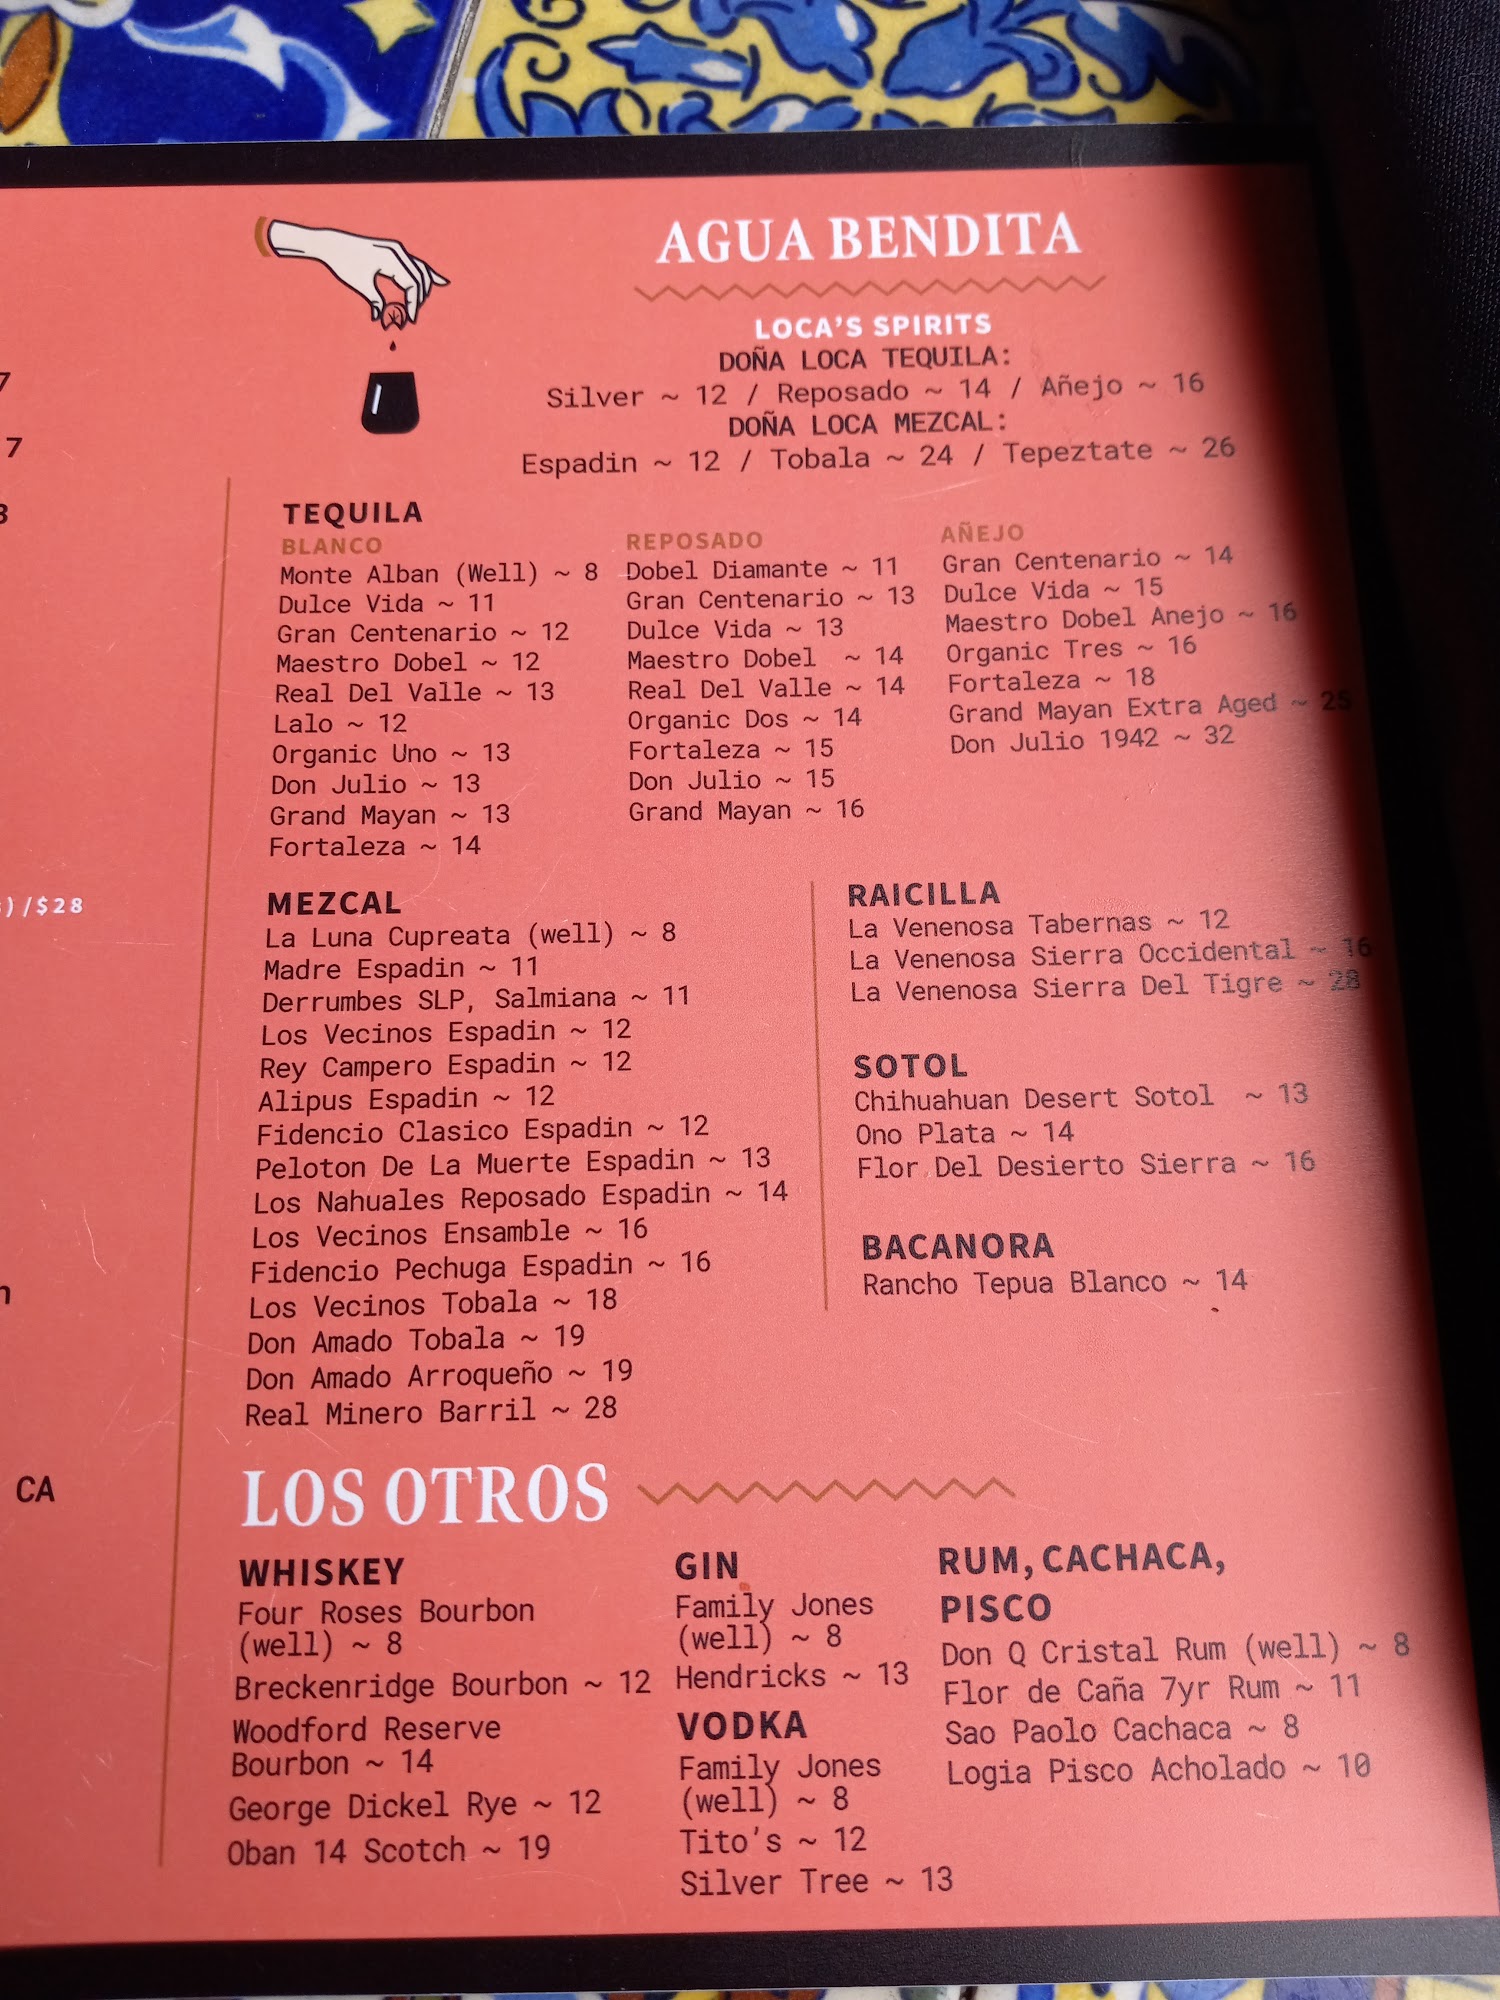 7
7
/$28
CA
AGUA BENDITA
LOCA'S SPIRITS
DOÑA LOCA TEQUILA:
Silver ~ 12 / Reposado ~ 14 / Añejo ~ 16
DOÑA LOCA MEZCAL:
Espadin ~ 12 / Tobala ~ 24 / Tepeztate ~ 26
TEQUILA
BLANCO
Monte Alban (Well) ~ 8
Dulce Vida ~ 11
Gran Centenario ~ 12
Maestro Dobel ~ 12
Real Del Valle ~ 13
Lalo ~ 12
Organic Uno ~ 13
Don Julio ~ 13
Grand Mayan ~ 13
Fortaleza ~ 14
REPOSADO
Dobel Diamante ~ 11
Gran Centenario ~ 13
Dulce Vida ~ 13
Maestro Dobel ~ 14
Real Del Valle ~ 14
Organic Dos ~ 14
Fortaleza ~ 15
Don Julio ~ 15
Grand Mayan ~ 16
AÑEJO
Gran Centenario ~ 14
Dulce Vida ~ 15
Maestro Dobel Anejo ~ 16
Organic Tres ~ 16
Fortaleza ~ 18
Grand Mayan Extra Aged ~ 25
Don Julio 1942 ~ 32
MEZCAL
La Luna Cupreata (well) ~ 8
Madre Espadin ~ 11
Derrumbes SLP, Salmiana ~ 11
Los Vecinos Espadin ~ 12
Rey Campero Espadin ~ 12
Alipus Espadin ~ 12
Fidencio Clasico Espadin ~ 12
Peloton De La Muerte Espadin ~ 13
Los Nahuales Reposado Espadin ~ 14
Los Vecinos Ensamble ~ 16
Fidencio Pechuga Espadin ~ 16
Los Vecinos Tobala ~ 18
Don Amado Tobala ~ 19
Don Amado Arroqueño ~ 19
Real Minero Barril ~ 28
RAICILLA
La Venenosa Tabernas ~ 12
La Venenosa Sierra Occidental ~ 16
La Venenosa Sierra Del Tigre ~ 28
SOTOL
Chihuahuan Desert Sotol ~ 13
Ono Plata ~ 14
Flor Del Desierto Sierra ~ 16
BACANORA
Rancho Tepua Blanco ~ 14
LOS OTROS
WHISKEY
Four Roses Bourbon
(well) ~ 8
Breckenridge Bourbon ~ 12
Woodford Reserve
Bourbon ~ 14
George Dickel Rye ~ 12
Oban 14 Scotch ~ 19
GIN
Family Jones
(well) ~ 8
Hendricks ~ 13
VODKA
Family Jones
(well) ~ 8
Tito's ~ 12
Silver Tree ~ 13
RUM, CACHACA,
PISCO
Don Q Cristal Rum (well) ~ 8
Flor de Caña 7yr Rum ~ 11
Sao Paolo Cachaca ~ 8
Logia Pisco Acholado ~ 10